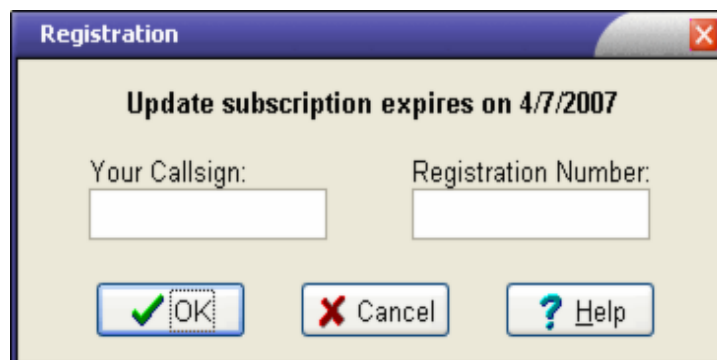 Registration
Update subscription expires on 4/7/2007
Your Callsign: Registration Number:
OK Cancel Help